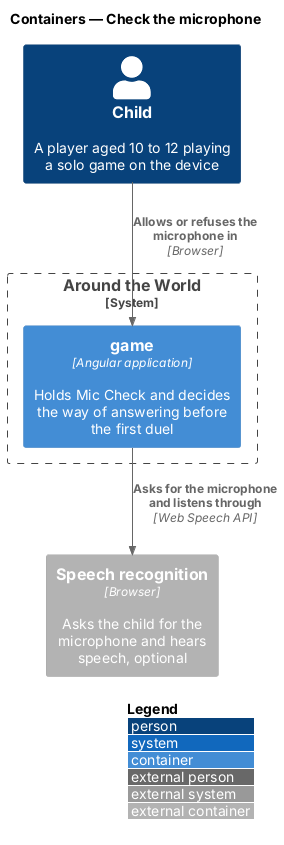 Containers — Check the microphone
Child
A player aged 10 to 12 playing
a solo game on the device
Allows or refuses the
microphone in
[Browser]
Around the World
[System]
game
[Angular application]
Holds Mic Check and decides
the way of answering before
the first duel
Asks for the microphone
and listens through
[Web Speech API]
Speech recognition
[Browser]
Asks the child for the
microphone and hears
speech, optional
Legend
person
system
container
external person
external system
external container